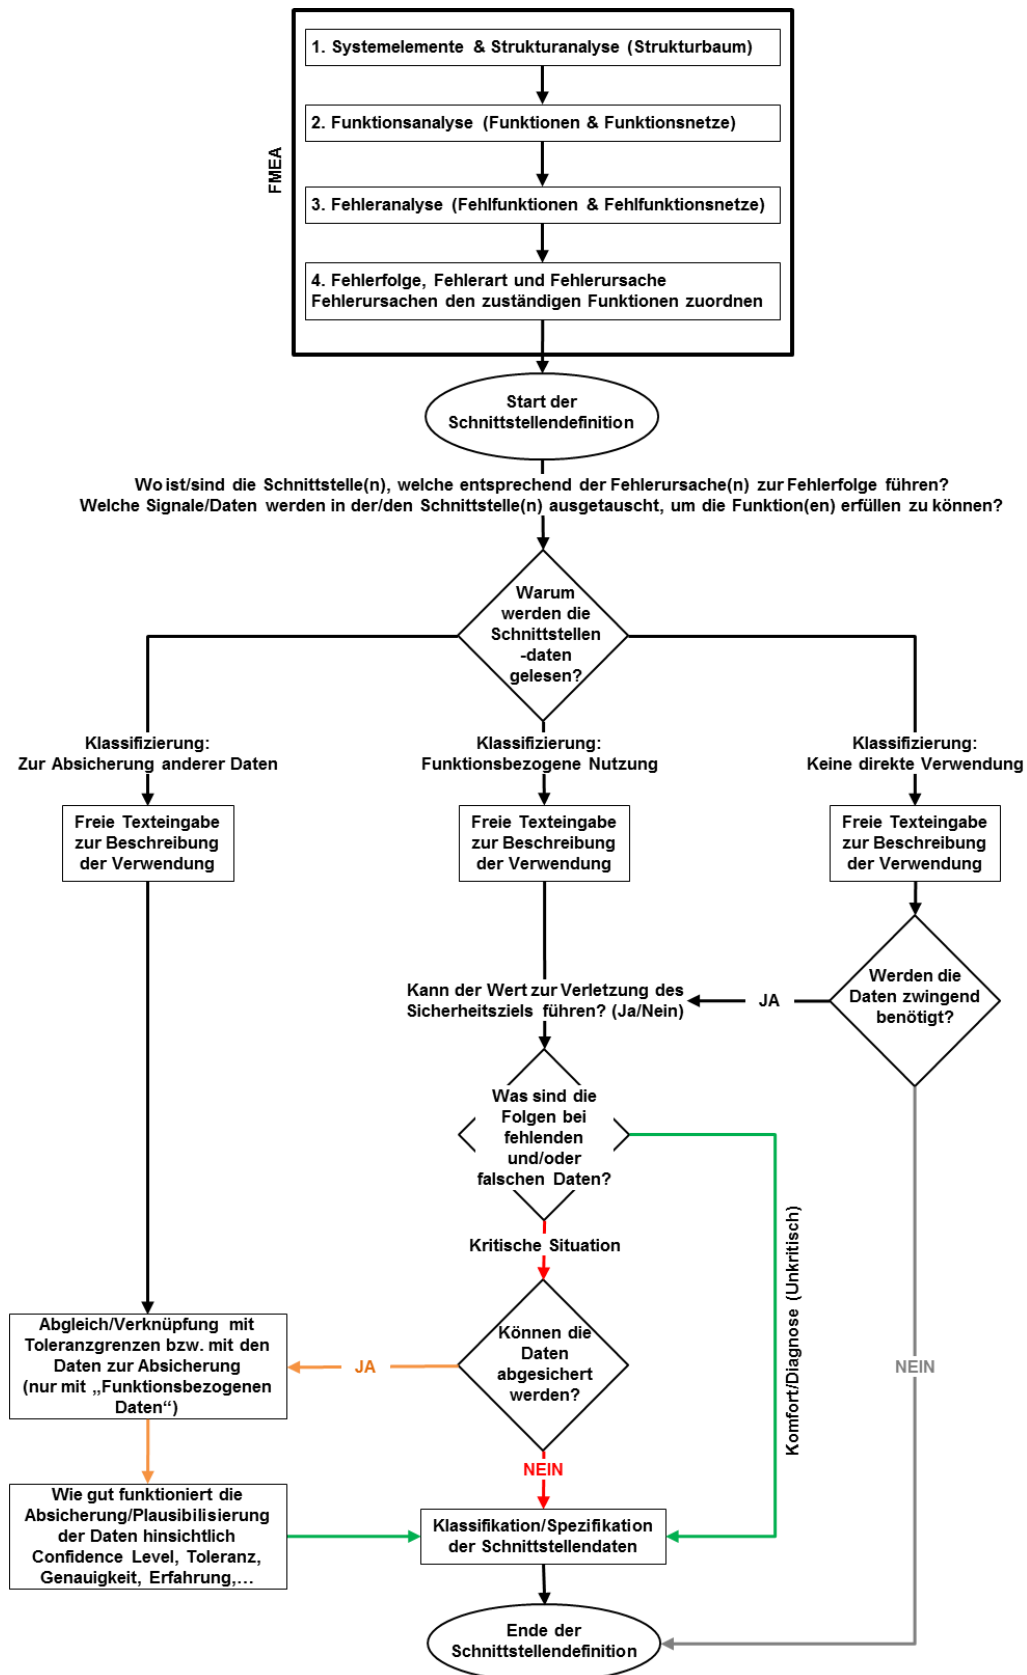 1. Systemelemente & Strukturanalyse (Strukturbaum)
2. Funktionsanalyse (Funktionen & Funktionsnetze)
FMEA
3. Fehleranalyse (Fehlfunktionen & Fehlfunktionsnetze)
4. Fehlerfolge, Fehlerart und Fehlerursache
Fehlerursachen den zuständigen Funktionen zuordnen
Start der
Schnittstellendefinition
Wo ist/sind die Schnittstelle(n), welche entsprechend der Fehlerursache(n) zur Fehlerfolge führen?
Welche Signale/Daten werden in der/den Schnittstelle(n) ausgetauscht, um die Funktion(en) erfüllen zu können?
Warum
werden die
Schnittstellen
-daten
gelesen?
Klassifizierung:
Zur Absicherung anderer Daten
Klassifizierung:
Funktionsbezogene Nutzung
Klassifizierung:
Keine direkte Verwendung
Freie Texteingabe
zur Beschreibung
der Verwendung
Freie Texteingabe
zur Beschreibung
der Verwendung
Freie Texteingabe
zur Beschreibung
der Verwendung
Kann der Wert zur Verletzung des
Sicherheitsziels führen? (Ja/Nein)
JA
Werden die
Daten zwingend
benötigt?
Was sind die
Folgen bei
fehlenden
und/oder
falschen Daten?
Kritische Situation
Komfort/Diagnose (Unkritisch)
Abgleich/Verknüpfung mit
Toleranzgrenzen bzw. mit den
Daten zur Absicherung
(nur mit „Funktionsbezogenen
Daten“)
JA
Können die
Daten
abgesichert
werden?
NEIN
NEIN
Wie gut funktioniert die
Absicherung/Plausibilisierung
der Daten hinsichtlich
Confidence Level, Toleranz,
Genauigkeit, Erfahrung,…
Klassifikation/Spezifikation
der Schnittstellendaten
Ende der
Schnittstellendefinition